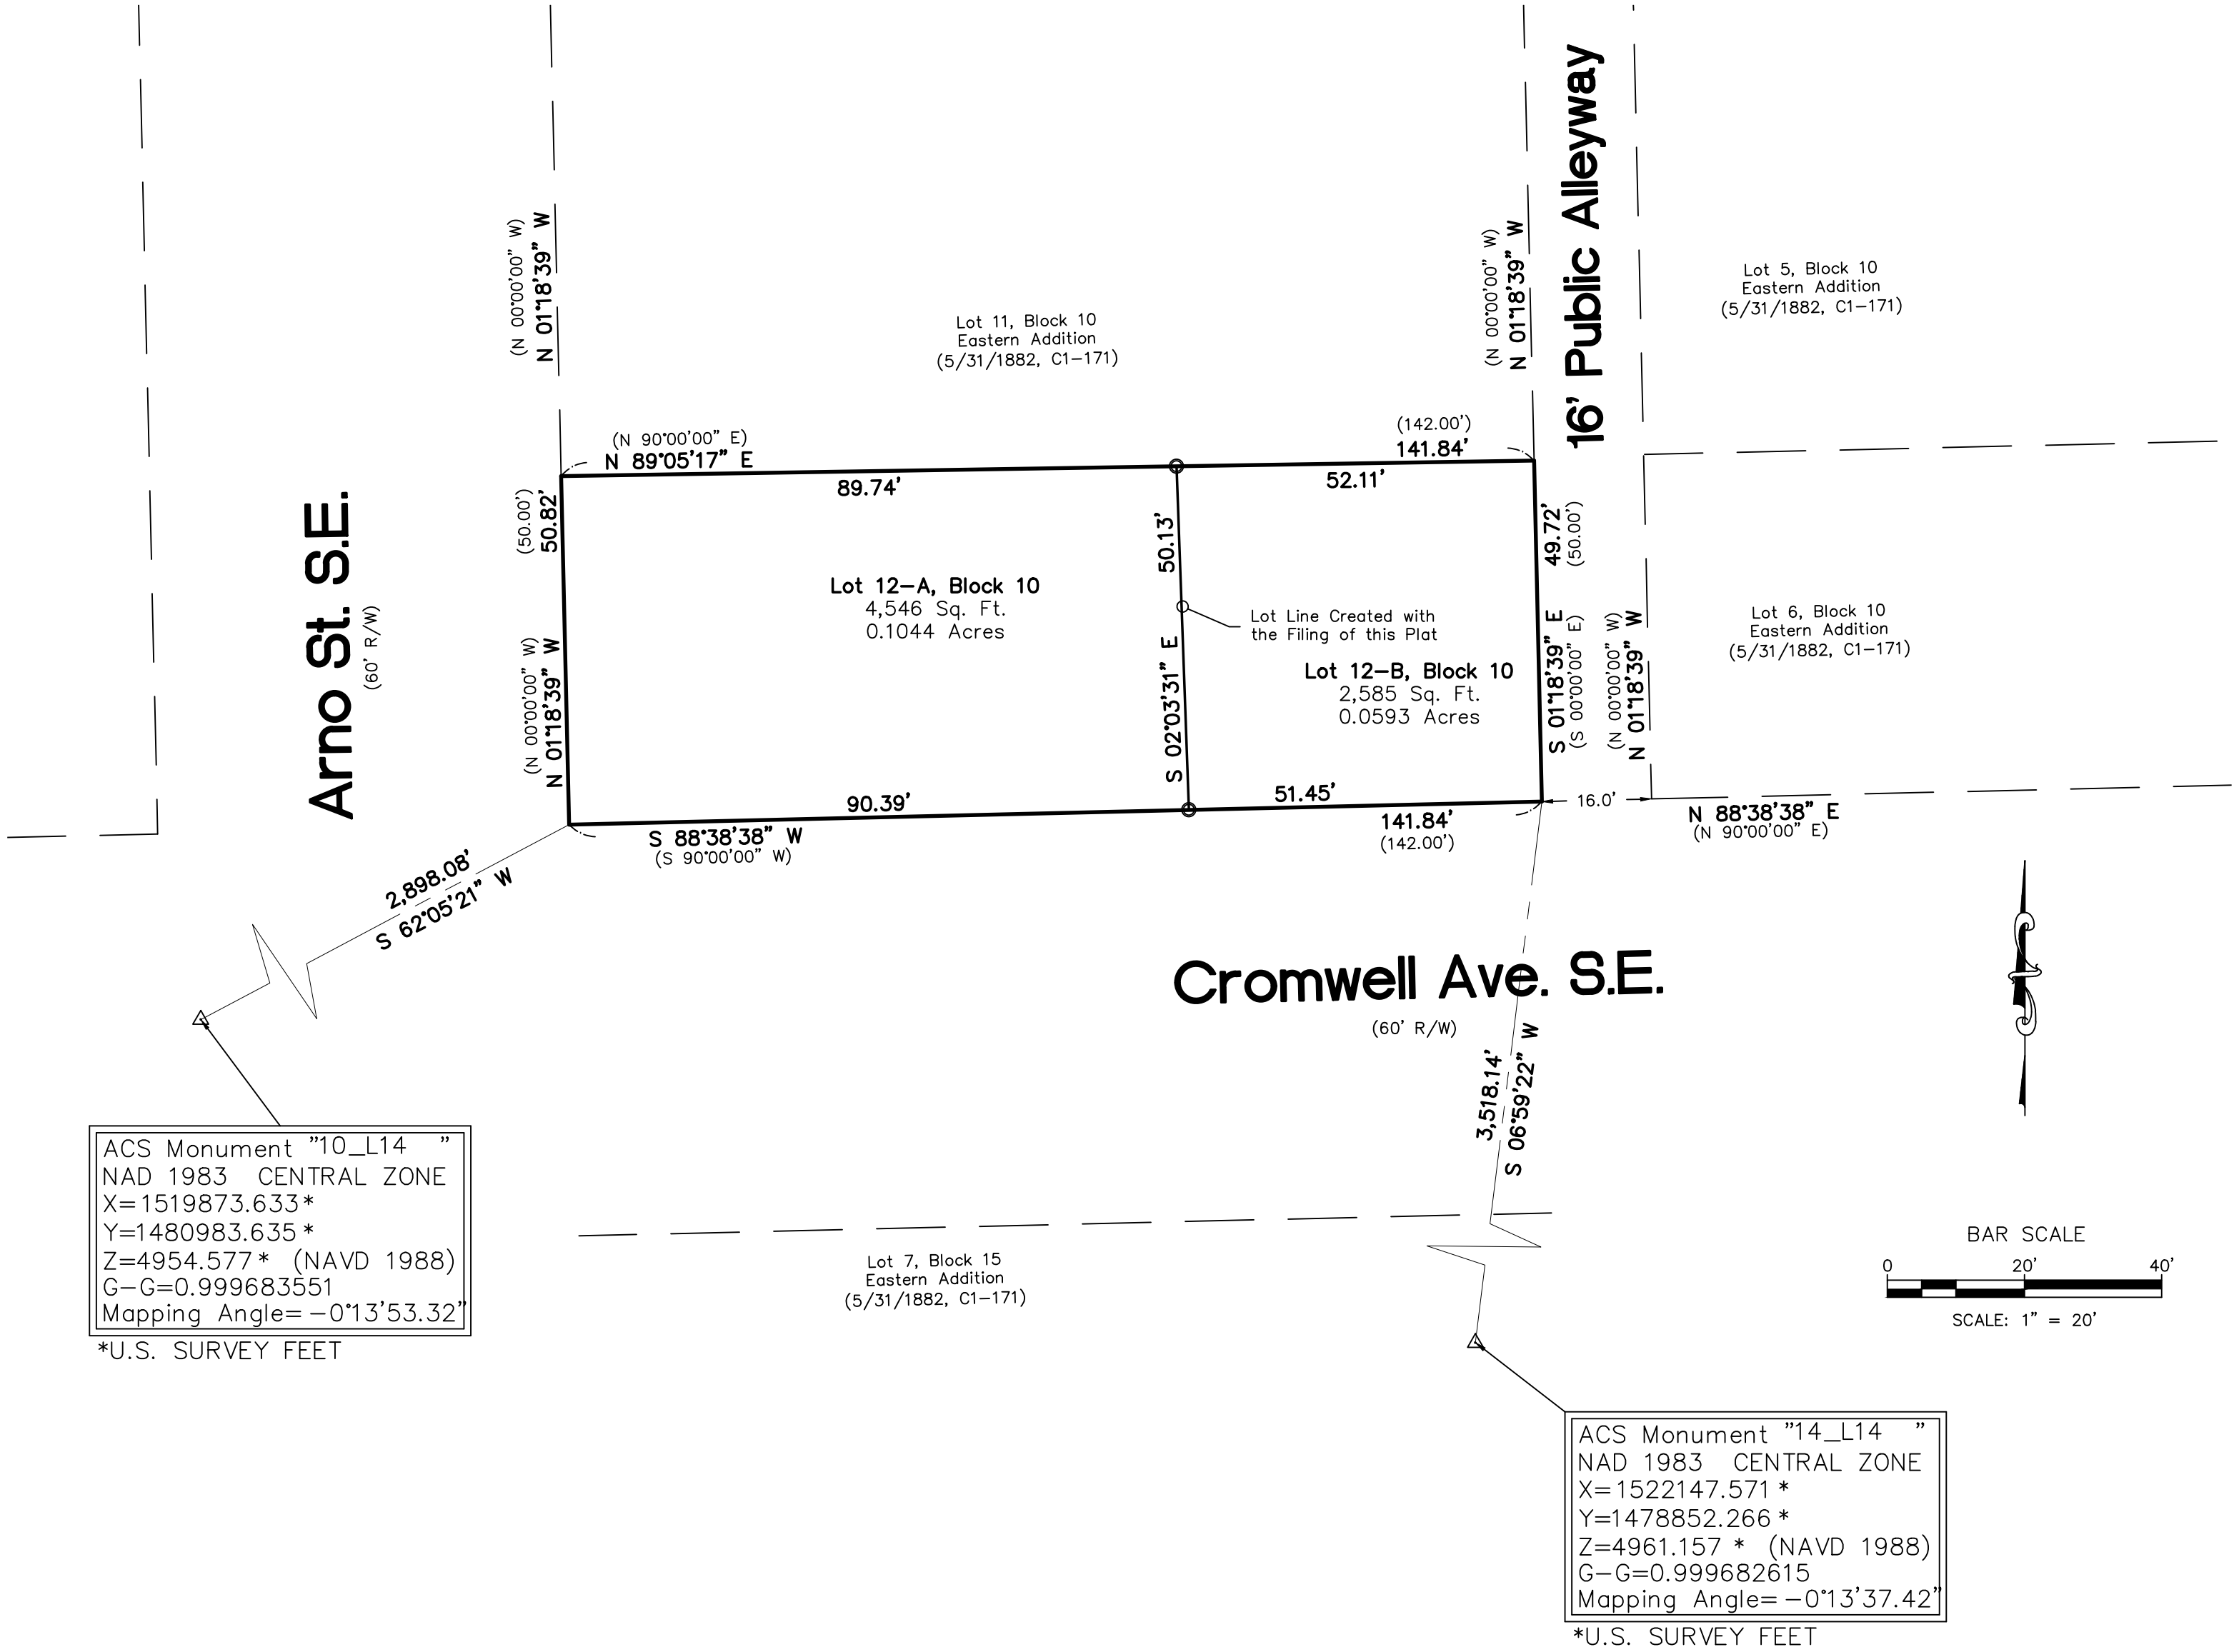 16' Public Alleyway
(N 00°00'00" W)
N 01°18'39" W
(N 00°00'00" W)
N 01°18'39" W
Lot 5, Block 10
Eastern Addition
(5/31/1882, C1-171)
Lot 11, Block 10
Eastern Addition
(5/31/1882, C1-171)
(N 90°00'00" E)
N 89°05'17" E
(142.00')
141.84'
89.74'
52.11'
(50.00')
50.82'
50.13'
49.72'
(50.00')
Arno St. S.E.
(60' R/W)
Lot 12-A, Block 10
4,546 Sq. Ft.
0.1044 Acres
Lot Line Created with
the Filing of this Plat
Lot 6, Block 10
Eastern Addition
(5/31/1882, C1-171)
(N 00°00'00" W)
N 01°18'39" W
S 02°03'31" E
Lot 12-B, Block 10
2,585 Sq. Ft.
0.0593 Acres
S 01°18'39" E
(S 00°00'00" E)
(N 00°00'00" W)
N 01°18'39" W
90.39'
51.45'
16.0'
S 88°38'38" W
(S 90°00'00" W)
141.84'
(142.00')
N 88°38'38" E
(N 90°00'00" E)
2,898.08'
S 62°05'21" W
Cromwell Ave. S.E.
(60' R/W)
3,518.14'
S 06°59'22" W
ACS Monument "10_L14 "
NAD 1983 CENTRAL ZONE
X=1519873.633*
Y=1480983.635*
Z=4954.577* (NAVD 1988)
G-G=0.999683551
Mapping Angle=-0°13'53.32"
*U.S. SURVEY FEET
Lot 7, Block 15
Eastern Addition
(5/31/1882, C1-171)
BAR SCALE
0 20' 40'
SCALE: 1" = 20'
ACS Monument "14_L14 "
NAD 1983 CENTRAL ZONE
X=1522147.571*
Y=1478852.266*
Z=4961.157* (NAVD 1988)
G-G=0.999682615
Mapping Angle=-0°13'37.42"
*U.S. SURVEY FEET